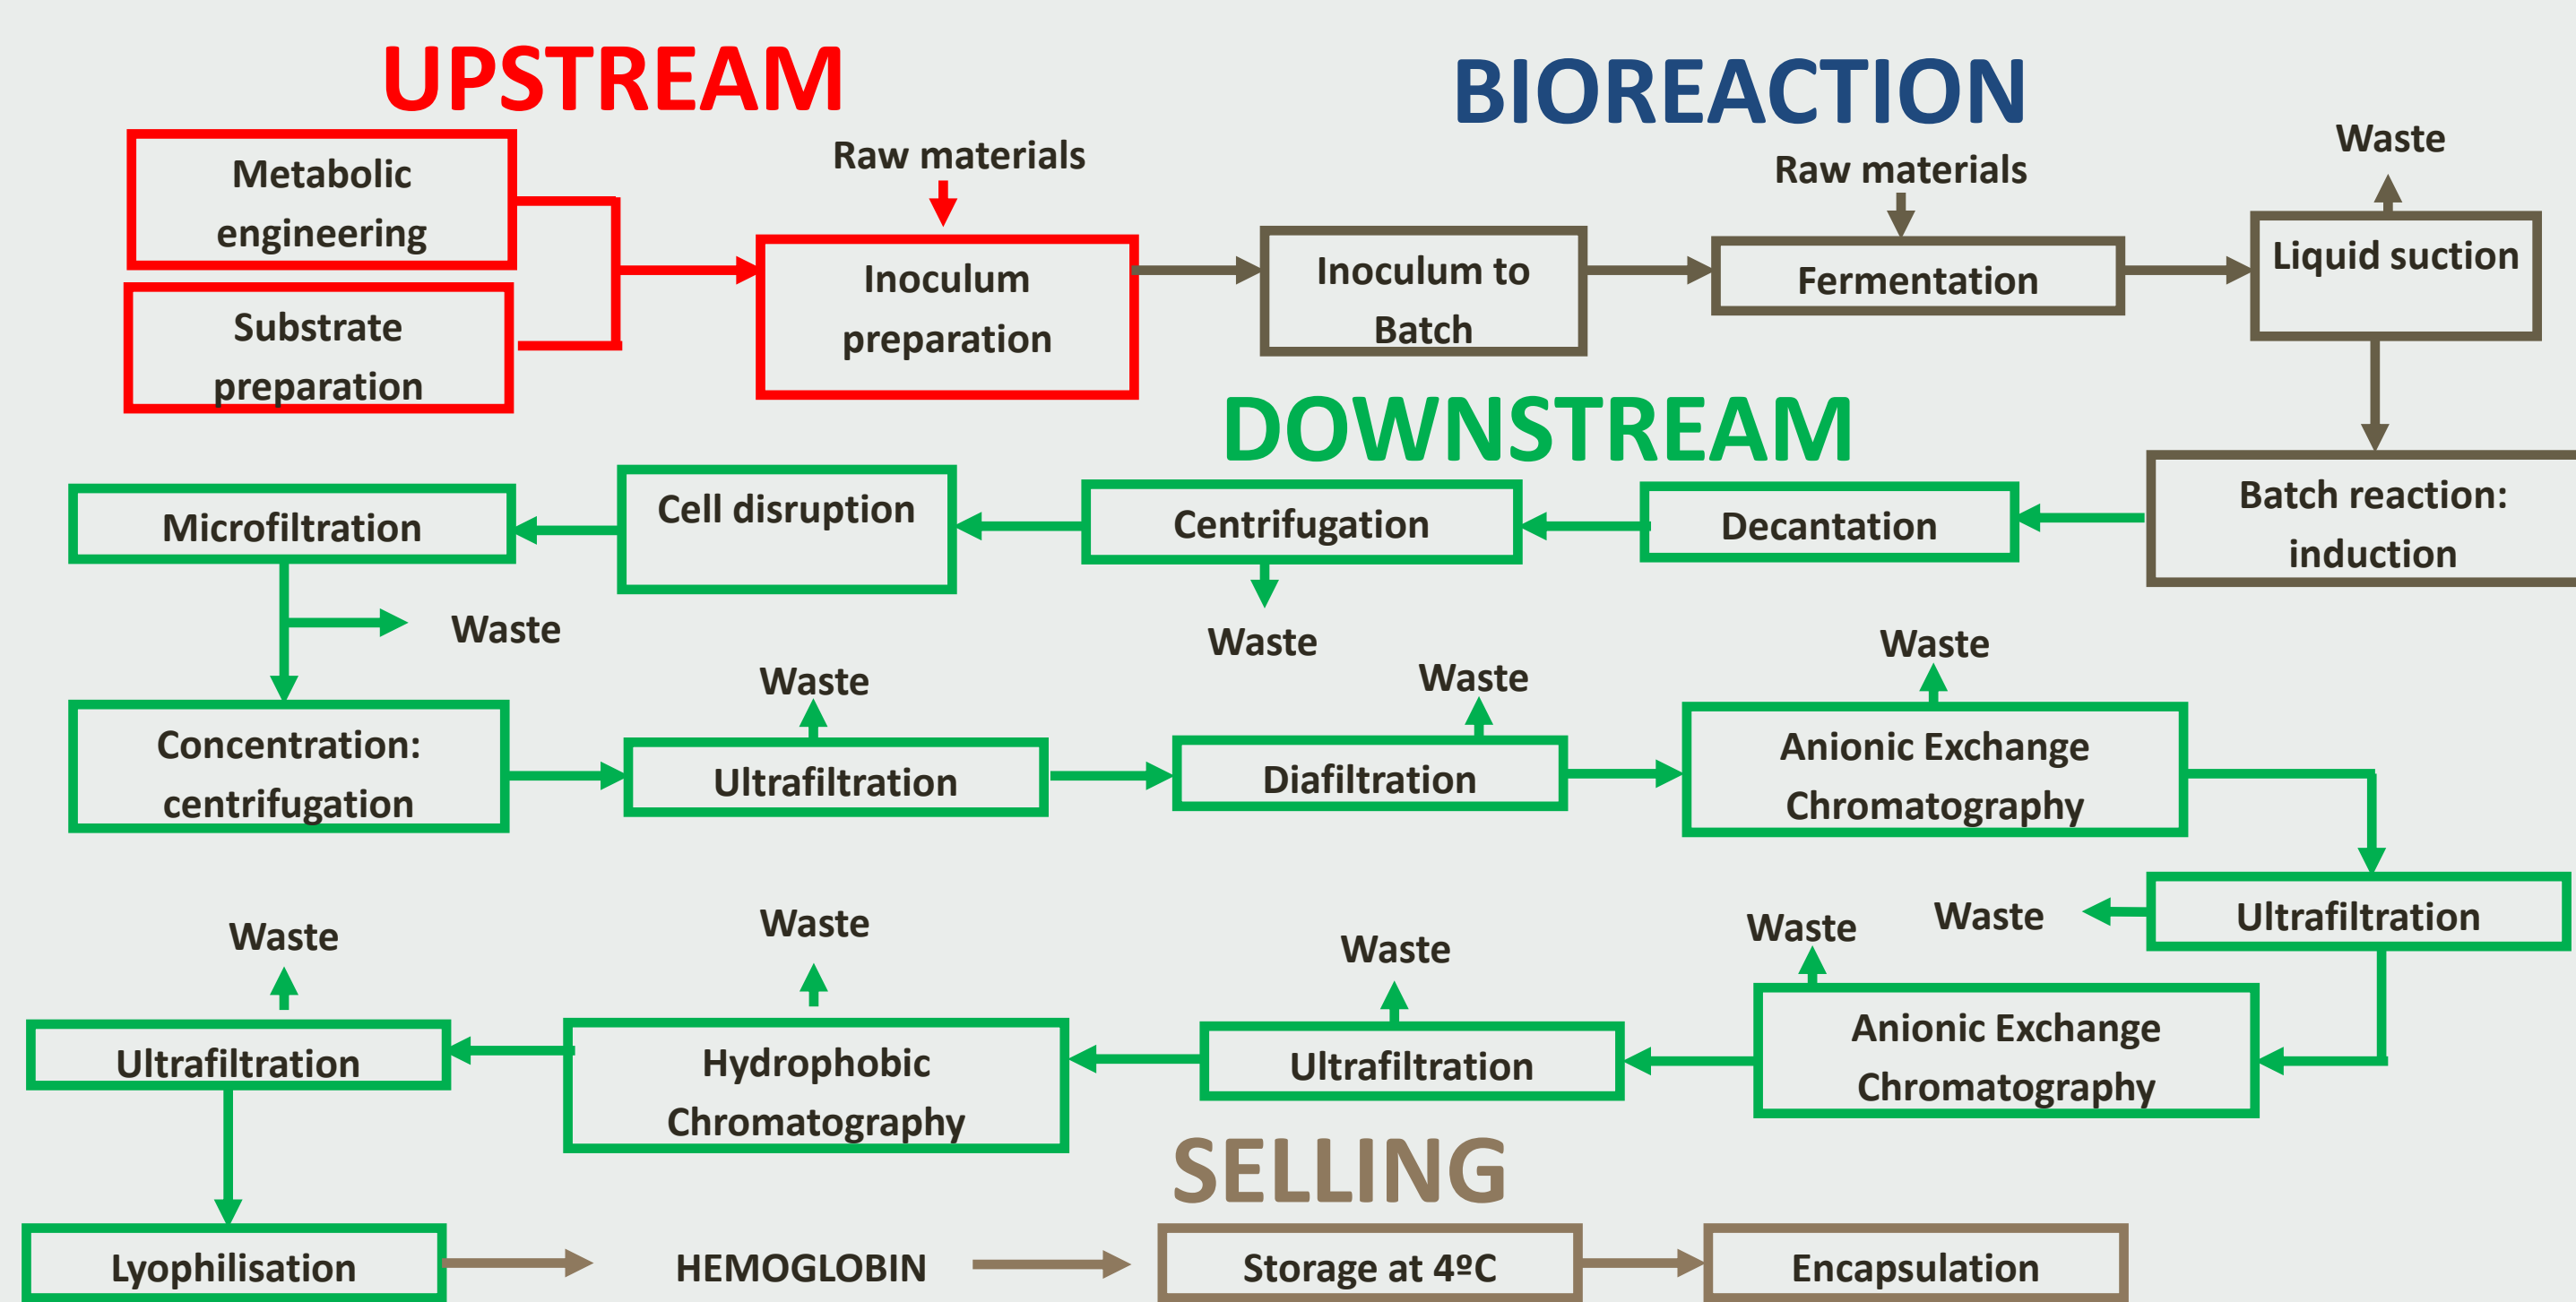 UPSTREAM
BIOREACTION
Metabolic
engineering
Substrate
preparation
Raw materials
Inoculum
preparation
Inoculum to
Batch
Raw materials
Fermentation
Waste
Liquid suction
DOWNSTREAM
Batch reaction:
induction
Decantation
Centrifugation
Waste
Cell disruption
Microfiltration
Waste
Concentration:
centrifugation
Waste
Ultrafiltration
Waste
Diafiltration
Waste
Anionic Exchange
Chromatography
Waste
Ultrafiltration
Waste
Anionic Exchange
Chromatography
Waste
Ultrafiltration
Waste
Hydrophobic
Chromatography
Waste
Ultrafiltration
SELLING
Lyophilisation
HEMOGLOBIN
Storage at 4ºC
Encapsulation